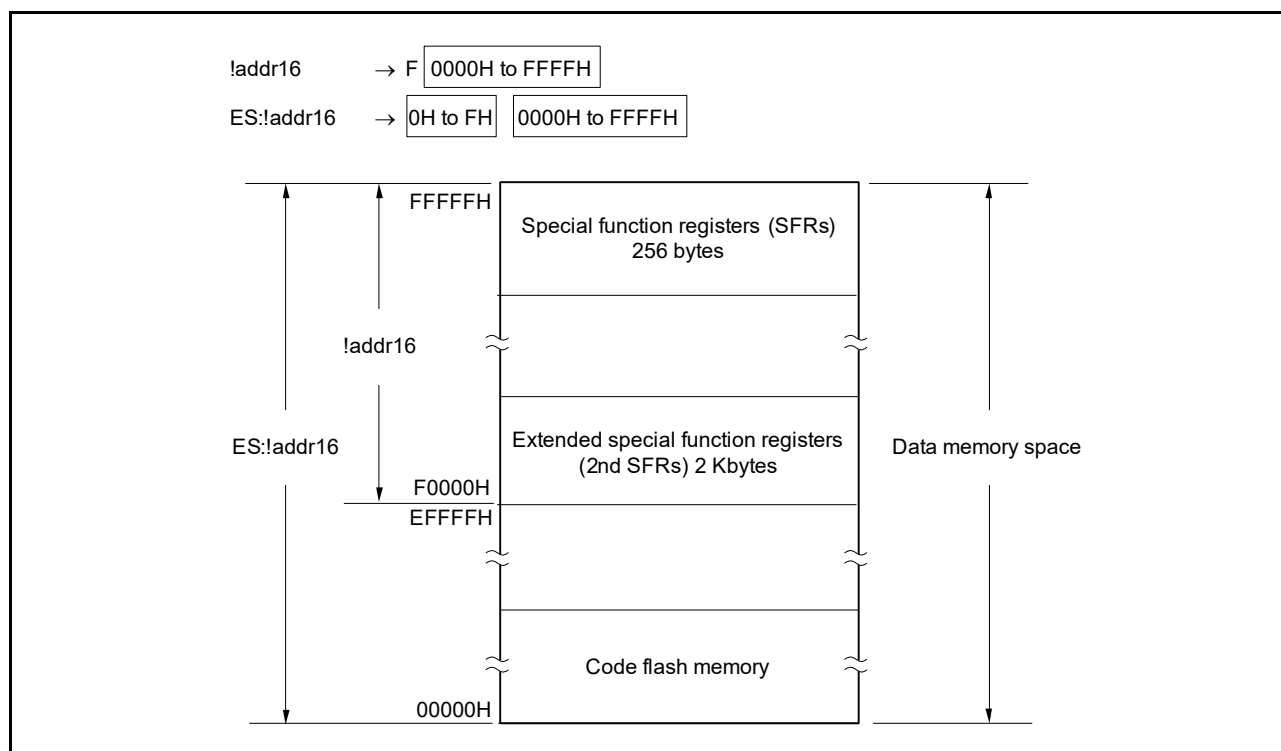 !addr16 → F 0000H to FFFFH
ES:!addr16 → 0H to FH 0000H to FFFFH
FFFFFH
Special function registers (SFRs)
256 bytes
!addr16
ES:!addr16
Extended special function registers
(2nd SFRs) 2 Kbytes
Data memory space
F0000H
EFFFFH
Code flash memory
00000H